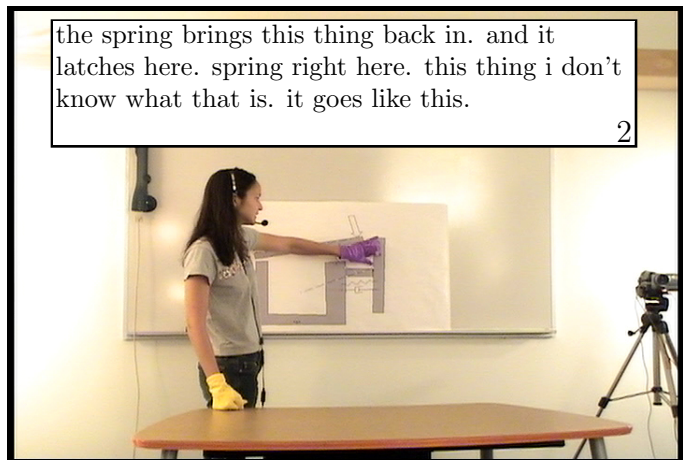 the spring brings this thing back in. and it
latches here. spring right here. this thing i don't
know what that is. it goes like this.
2